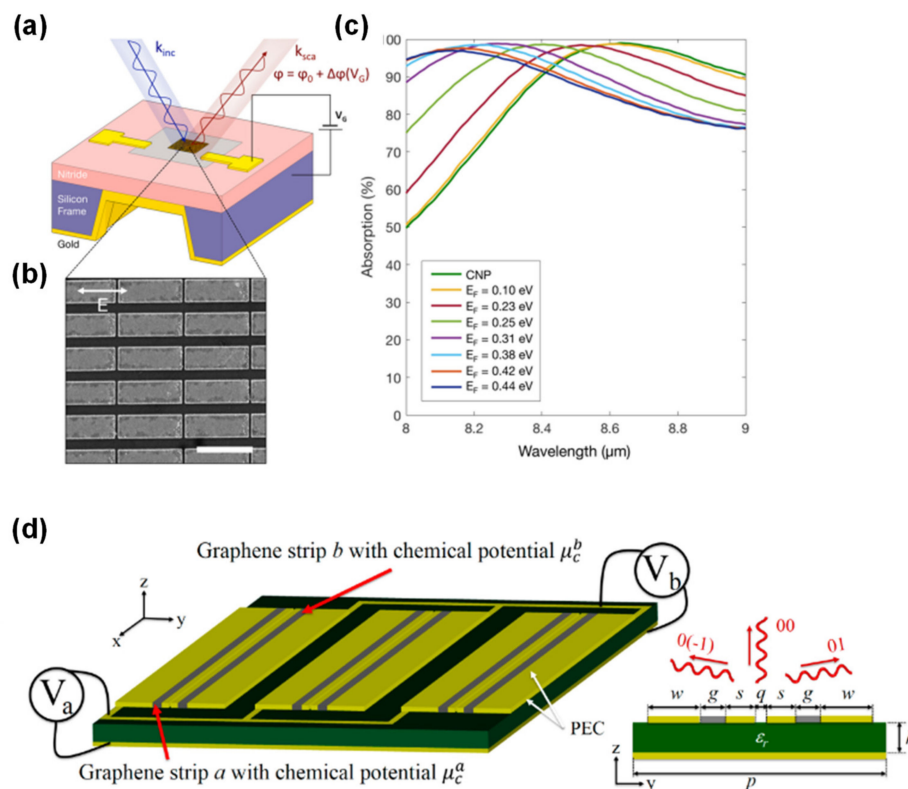 (a)
k_inc
k_sca
φ = φ₀ + Δφ(V_G)
V_G
Nitride
Silicon
Frame
Gold
(b)
E
(c)
00
90
80
70
60
50
40
30
20
10
0
Absorption (%)
CNP
E_F = 0.10 eV
E_F = 0.23 eV
E_F = 0.25 eV
E_F = 0.31 eV
E_F = 0.38 eV
E_F = 0.42 eV
E_F = 0.44 eV
8 8.2 8.4 8.6 8.8 9
Wavelength (μm)
(d)
Graphene strip b with chemical potential μ_c^b
V_b
z
y
x
V_a
PEC
Graphene strip a with chemical potential μ_c^a
00
0(-1)
01
w g s q s g w
ε_r
z
y
p